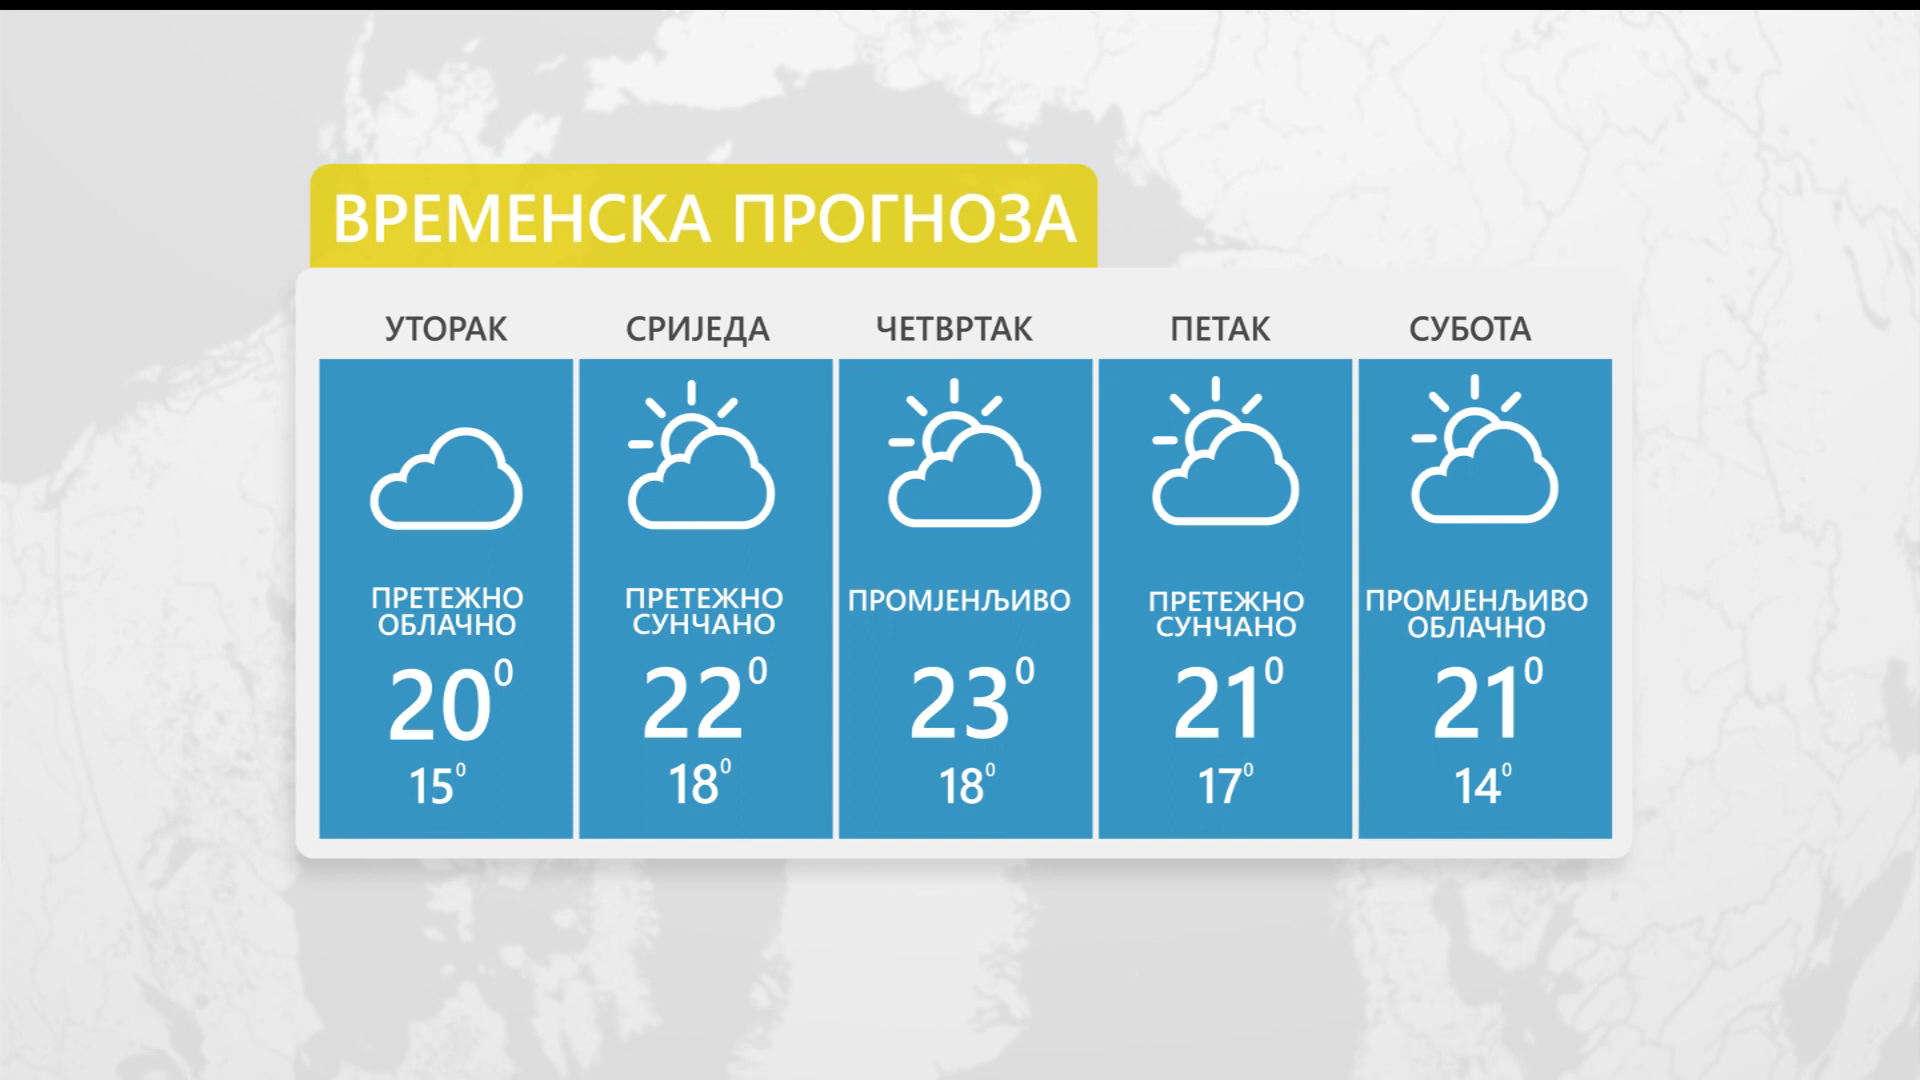 ВРЕМЕНСКА ПРОГНОЗА
УТОРАК
ПРЕТЕЖНО
ОБЛАЧНО
20⁰
15⁰
СРИЈЕДА
ПРЕТЕЖНО
СУНЧАНО
22⁰
18⁰
ЧЕТВРТАК
ПРОМЈЕНЉИВО
23⁰
18⁰
ПЕТАК
ПРЕТЕЖНО
СУНЧАНО
21⁰
17⁰
СУБОТА
ПРОМЈЕНЉИВО
ОБЛАЧНО
21⁰
14⁰